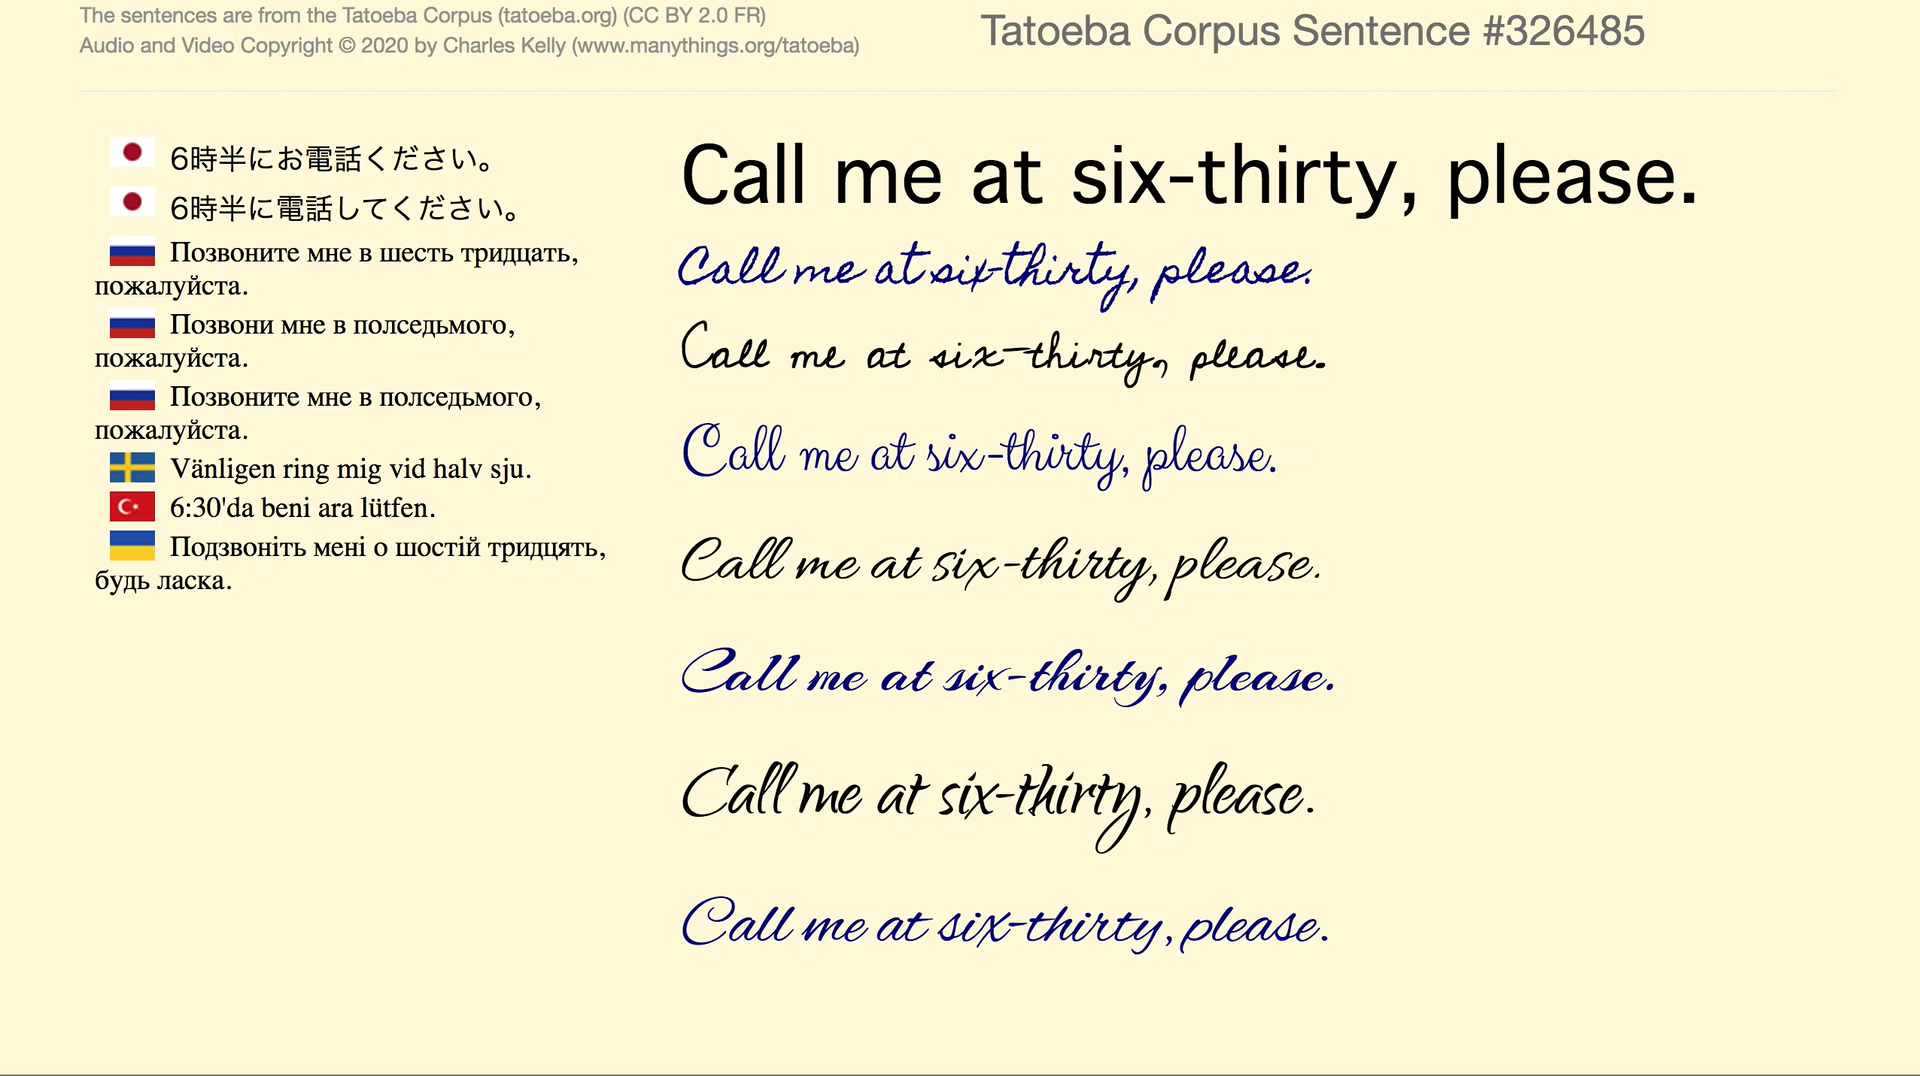 The sentences are from the Tatoeba Corpus (tatoeba.org) (CC BY 2.0 FR)
Audio and Video Copyright © 2020 by Charles Kelly (www.manythings.org/tatoeba)
Tatoeba Corpus Sentence #326485
6時半にお電話ください。
6時半に電話してください。
Позвоните мне в шесть тридцать,
пожалуйста.
Позвони мне в полседьмого,
пожалуйста.
Позвоните мне в полседьмого,
пожалуйста.
Vänligen ring mig vid halv sju.
6:30'da beni ara lütfen.
Подзвоніть мені о шостій тридцять,
будь ласка.
Call me at six-thirty, please.
Call me at six-thirty, please.
Call me at six-thirty, please.
Call me at six-thirty, please.
Call me at six-thirty, please.
Call me at six-thirty, please.
Call me at six-thirty, please.
Call me at six-thirty, please.